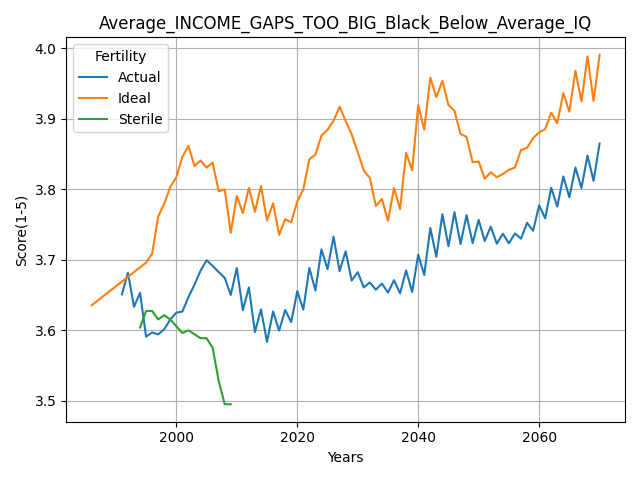 Average_INCOME_GAPS_TOO_BIG_Black_Below_Average_IQ
Fertility
Actual
Ideal
Sterile
Score(1-5)
4.0
3.9
3.8
3.7
3.6
3.5
2000
2020
2040
2060
Years